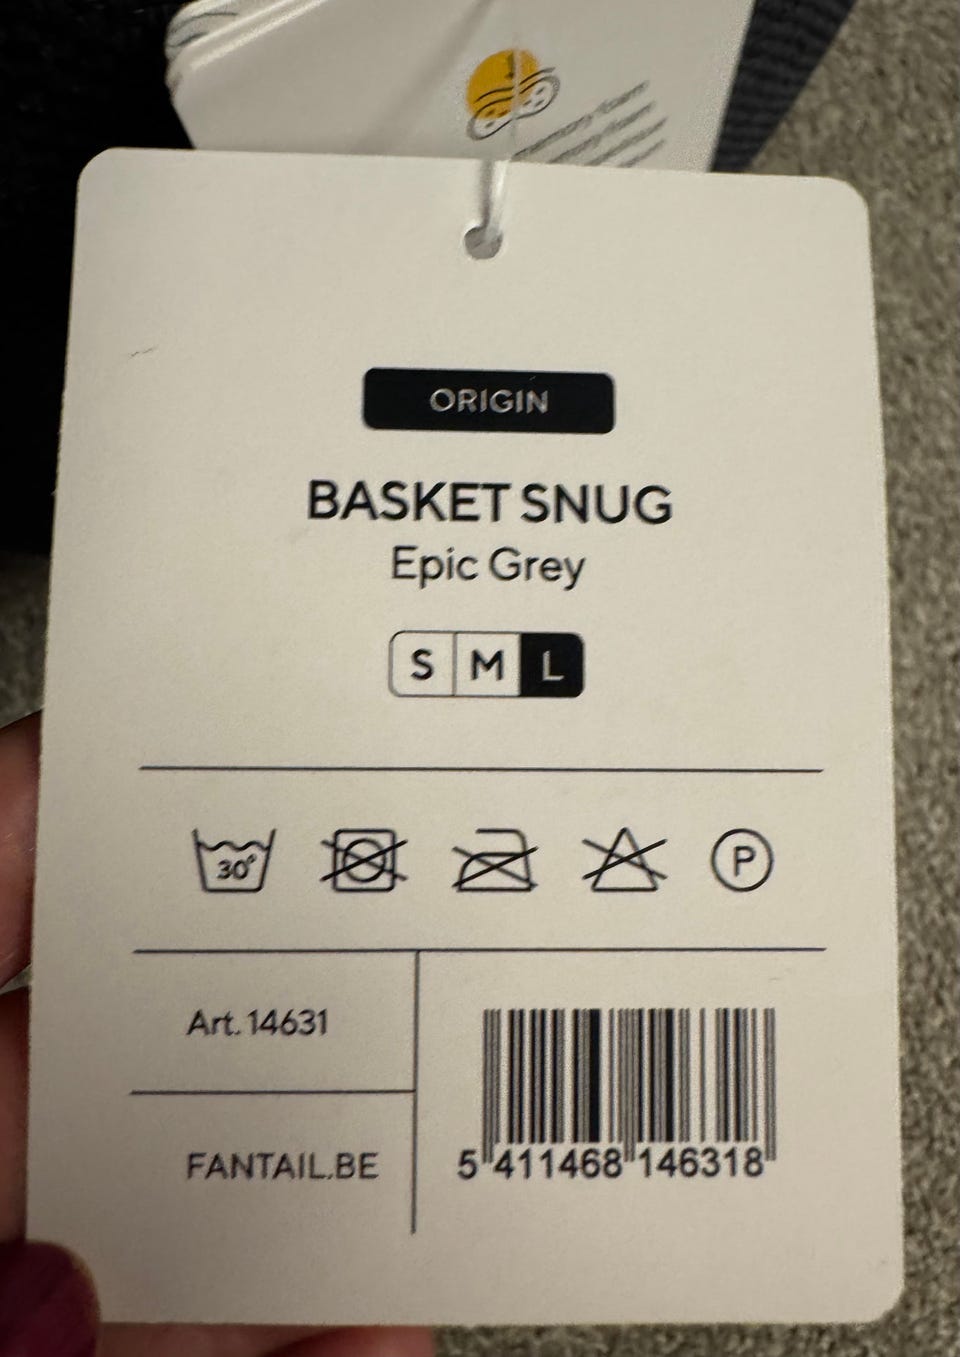 ORIGIN
BASKET SNUG
Epic Grey
S M L
30°
P
Art. 14631
FANTAIL.BE
5 411468 146318